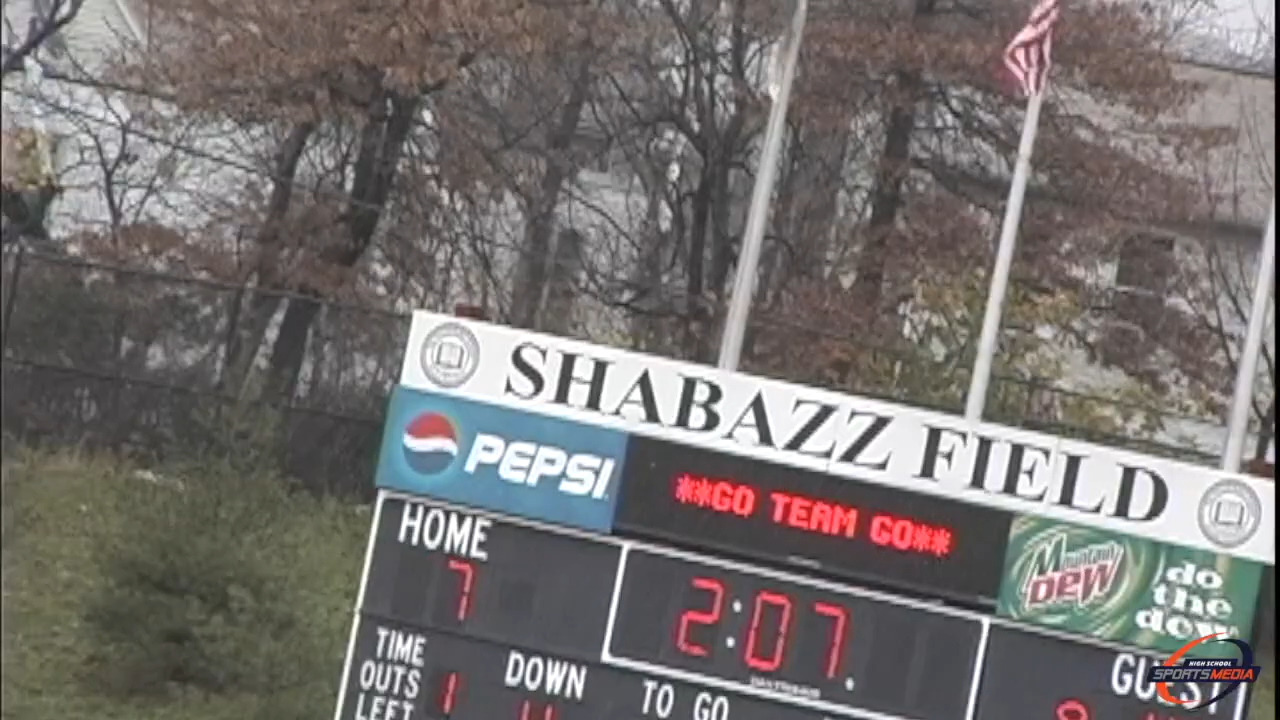 SHABAZZ FIELD
PEPSI
**GO TEAM GO**
Mountain Dew
do the dew
HOME
7
2:07
GUEST
TIME OUTS LEFT
1
DOWN
TO GO
HIGH SCHOOL
SPORTSMEDIA